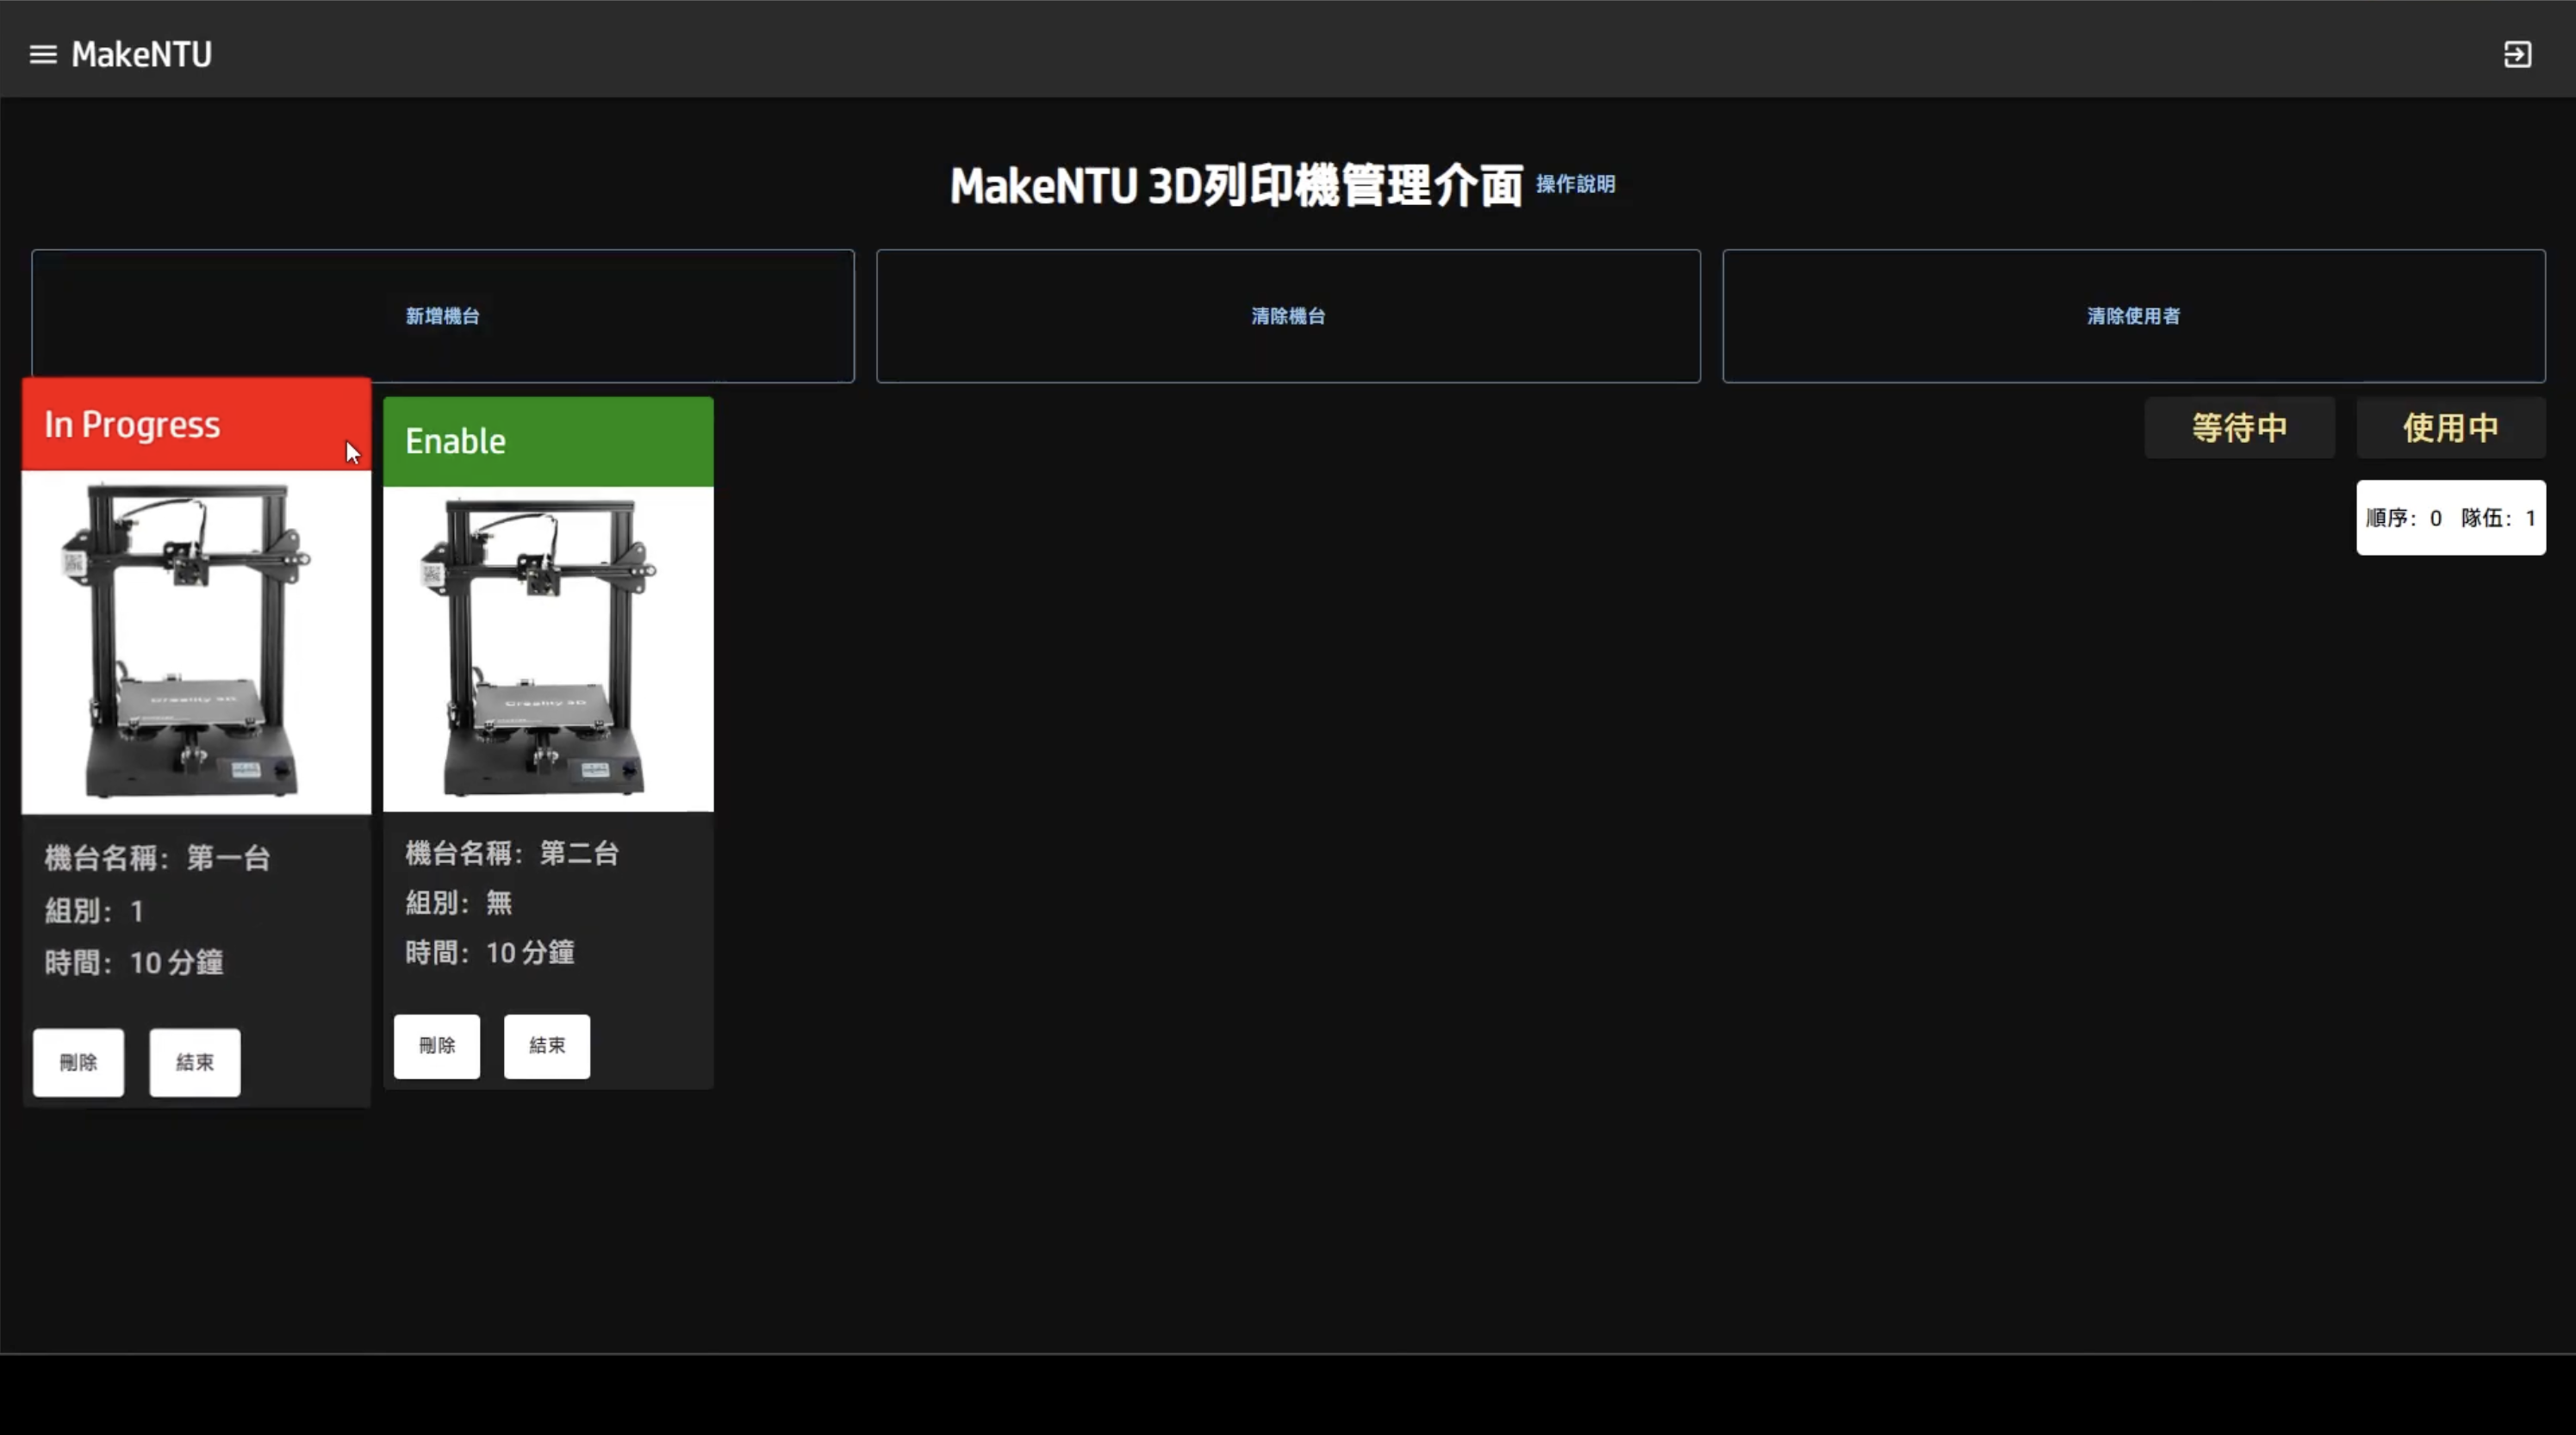 MakeNTU
MakeNTU 3D列印機管理介面 操作說明
新增機台
清除機台
清除使用者
In Progress
Creality 3D
機台名稱：第一台
組別：1
時間：10 分鐘
刪除
結束
Enable
Creality 3D
機台名稱：第二台
組別：無
時間：10 分鐘
刪除
結束
等待中
使用中
順序：0 隊伍：1